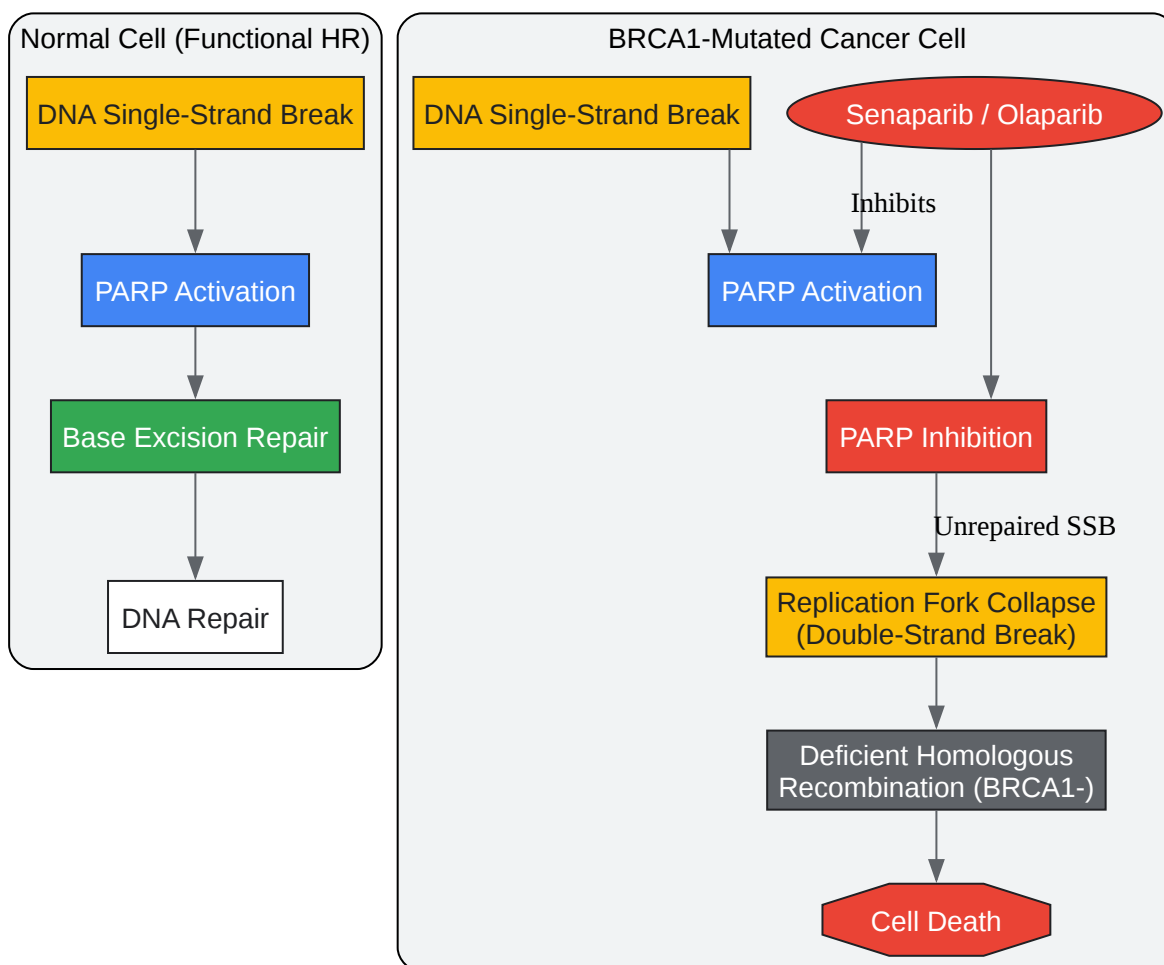 Normal Cell (Functional HR)
DNA Single-Strand Break
PARP Activation
Base Excision Repair
DNA Repair
BRCA1-Mutated Cancer Cell
DNA Single-Strand Break
Senaparib / Olaparib
Inhibits
PARP Activation
PARP Inhibition
Unrepaired SSB
Replication Fork Collapse
(Double-Strand Break)
Deficient Homologous
Recombination (BRCA1-)
Cell Death